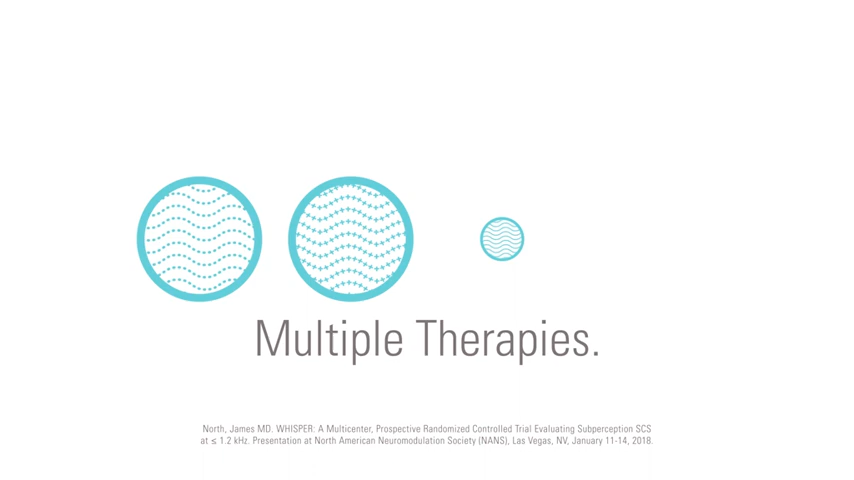 Multiple Therapies.
North, James MD. WHISPER: A Multicenter, Prospective Randomized Controlled Trial Evaluating Subperception SCS
at ≤ 1.2 kHz. Presentation at North American Neuromodulation Society (NANS), Las Vegas, NV, January 11-14, 2018.